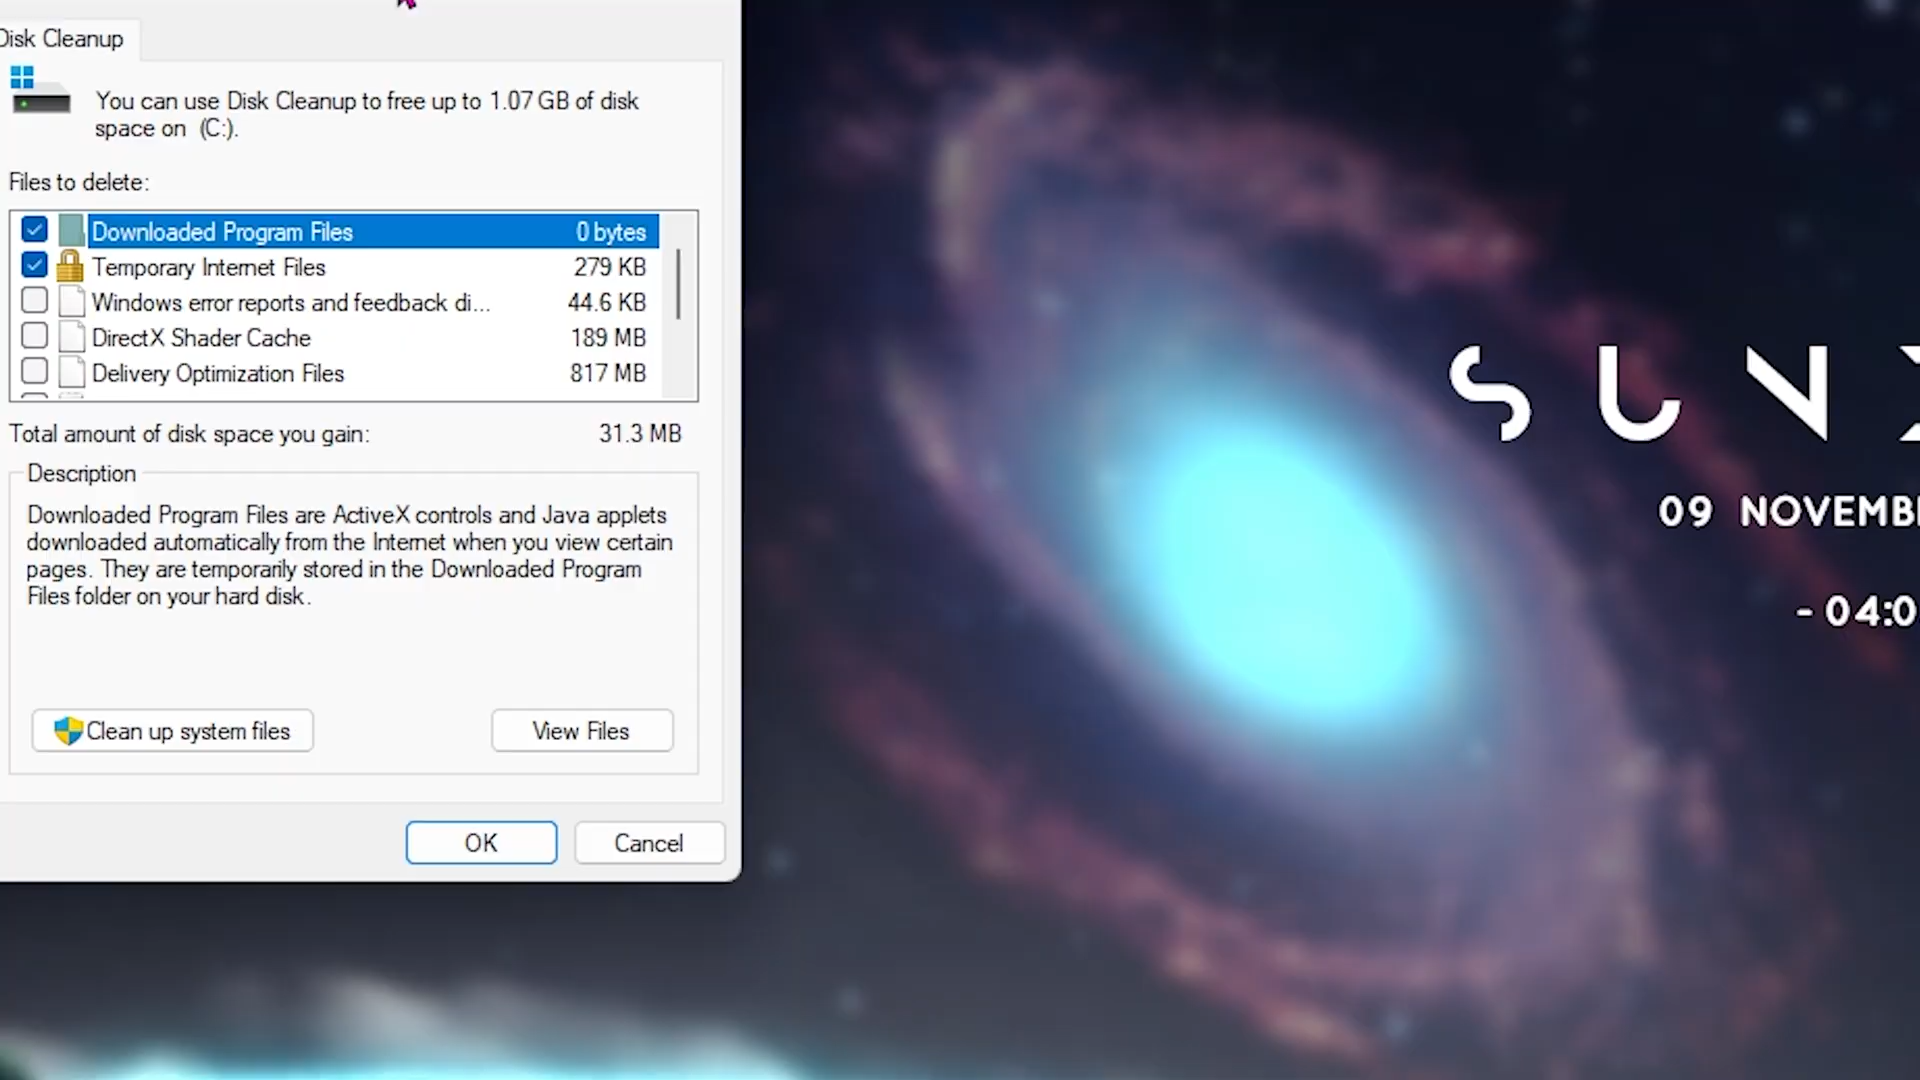 Disk Cleanup
You can use Disk Cleanup to free up to 1.07 GB of disk
space on (C:).
Files to delete:
Downloaded Program Files 0 bytes
Temporary Internet Files 279 KB
Windows error reports and feedback di... 44.6 KB
DirectX Shader Cache 189 MB
Delivery Optimization Files 817 MB
Total amount of disk space you gain: 31.3 MB
Description
Downloaded Program Files are ActiveX controls and Java applets
downloaded automatically from the Internet when you view certain
pages. They are temporarily stored in the Downloaded Program
Files folder on your hard disk.
Clean up system files
View Files
OK
Cancel
SUN
09 NOVEMB
- 04:0